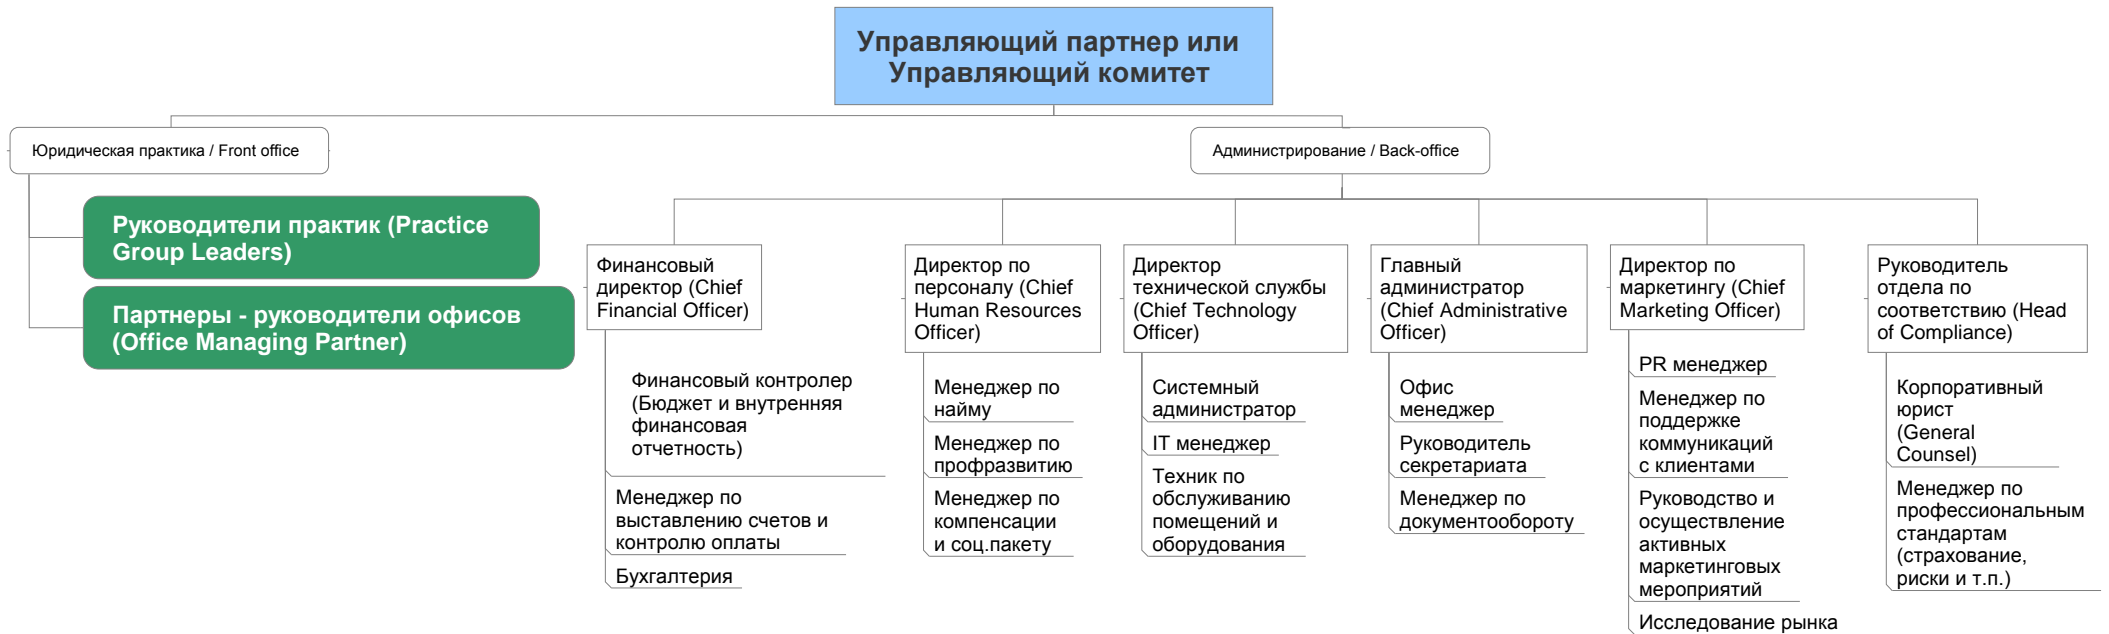 Управляющий партнер или
Управляющий комитет
Юридическая практика / Front office
Администрирование / Back-office
Руководители практик (Practice
Group Leaders)
Партнеры - руководители офисов
(Office Managing Partner)
Финансовый
директор (Chief
Financial Officer)
Финансовый контролер
(Бюджет и внутренняя
финансовая
отчетность)
Менеджер по
выставлению счетов и
контролю оплаты
Бухгалтерия
Директор по
персоналу (Chief
Human Resources
Officer)
Менеджер по
найму
Менеджер по
профразвитию
Менеджер по
компенсации
и соц.пакету
Директор
технической службы
(Chief Technology
Officer)
Системный
администратор
IT менеджер
Техник по
обслуживанию
помещений и
оборудования
Главный
администратор
(Chief Administrative
Officer)
Офис
менеджер
Руководитель
секретариата
Менеджер по
документообороту
Директор по
маркетингу (Chief
Marketing Officer)
PR менеджер
Менеджер по
поддержке
коммуникаций
с клиентами
Руководство и
осуществление
активных
маркетинговых
мероприятий
Исследование рынка
Руководитель
отдела по
соответствию (Head
of Compliance)
Корпоративный
юрист
(General
Counsel)
Менеджер по
профессиональным
стандартам
(страхование,
риски и т.п.)